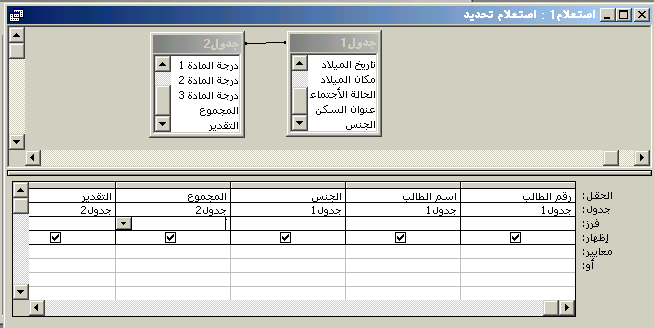 استعلام1 : استعلام تحديد
جدول1
تاريخ الميلاد
مكان الميلاد
الحالة الأجتماء
عنوان السكن
الجنس
جدول2
درجة المادة 1
درجة المادة 2
درجة المادة 3
المجموع
التقدير
الحقل: رقم الطالب اسم الطالب الجنس المجموع التقدير
جدول: جدول1 جدول1 جدول1 جدول2 جدول2
فرز:
إظهار:
معايير:
أو: